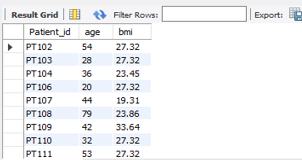 Result Grid Filter Rows: Export:
Patient_id age bmi
PT102 54 27.32
PT103 28 27.32
PT104 36 23.45
PT106 20 27.32
PT107 44 19.31
PT108 79 23.86
PT109 42 33.64
PT110 32 27.32
PT111 53 27.32